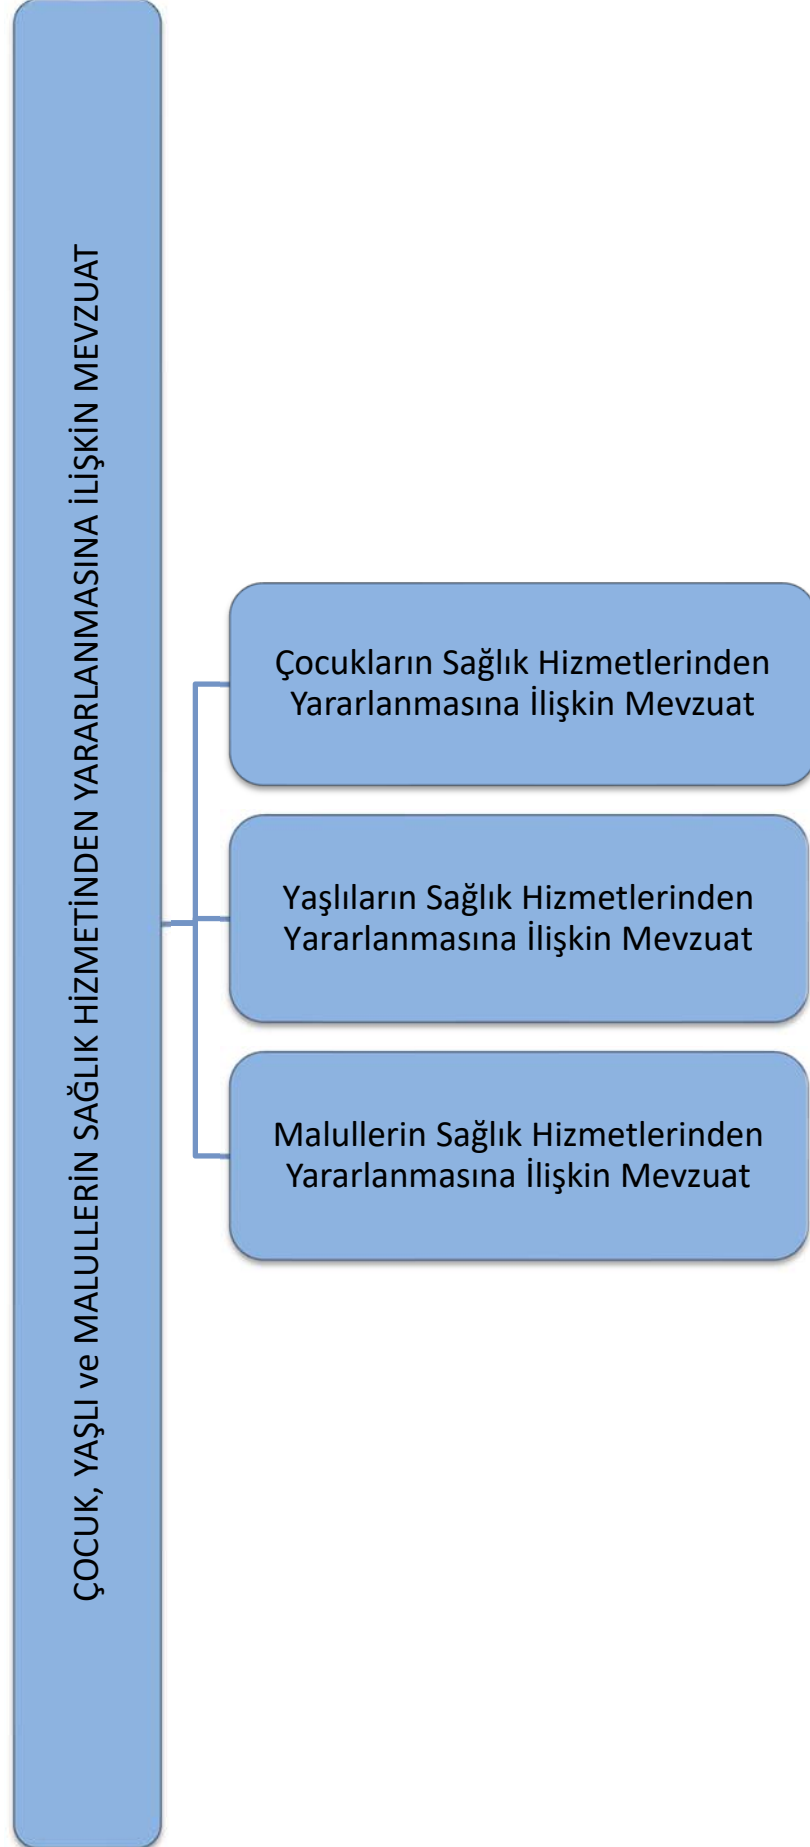 ÇOCUK, YAŞLI ve MALULLERİN SAĞLIK HİZMETİNDEN YARARLANMASINA İLİŞKİN MEVZUAT
Çocukların Sağlık Hizmetlerinden
Yararlanmasına İlişkin Mevzuat
Yaşlıların Sağlık Hizmetlerinden
Yararlanmasına İlişkin Mevzuat
Malullerin Sağlık Hizmetlerinden
Yararlanmasına İlişkin Mevzuat